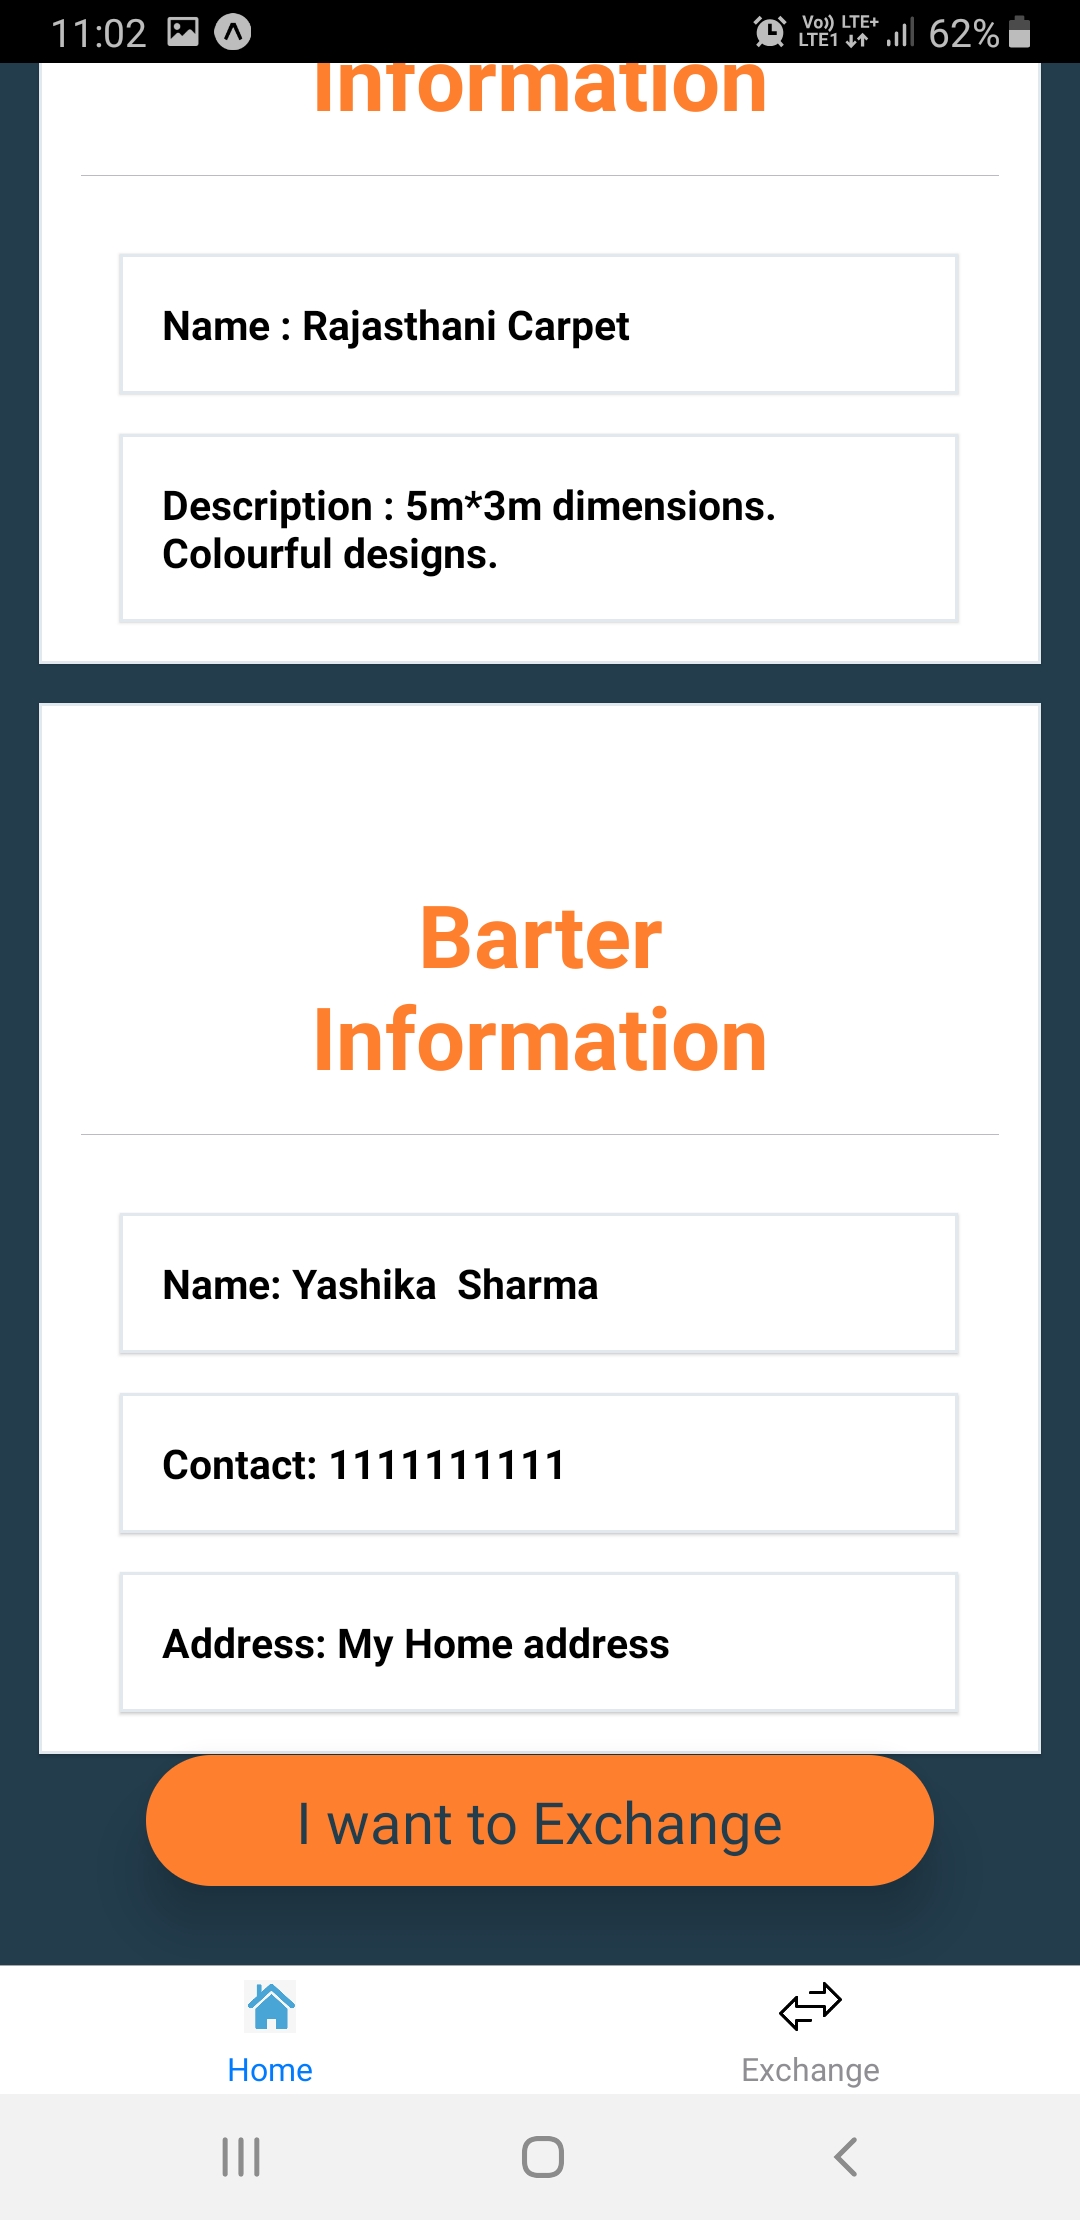 11:02
Vo)) LTE+
LTE1
62%
Information
Name : Rajasthani Carpet
Description : 5m*3m dimensions.
Colourful designs.
Barter
Information
Name: Yashika  Sharma
Contact: 1111111111
Address: My Home address
I want to Exchange
Home
Exchange